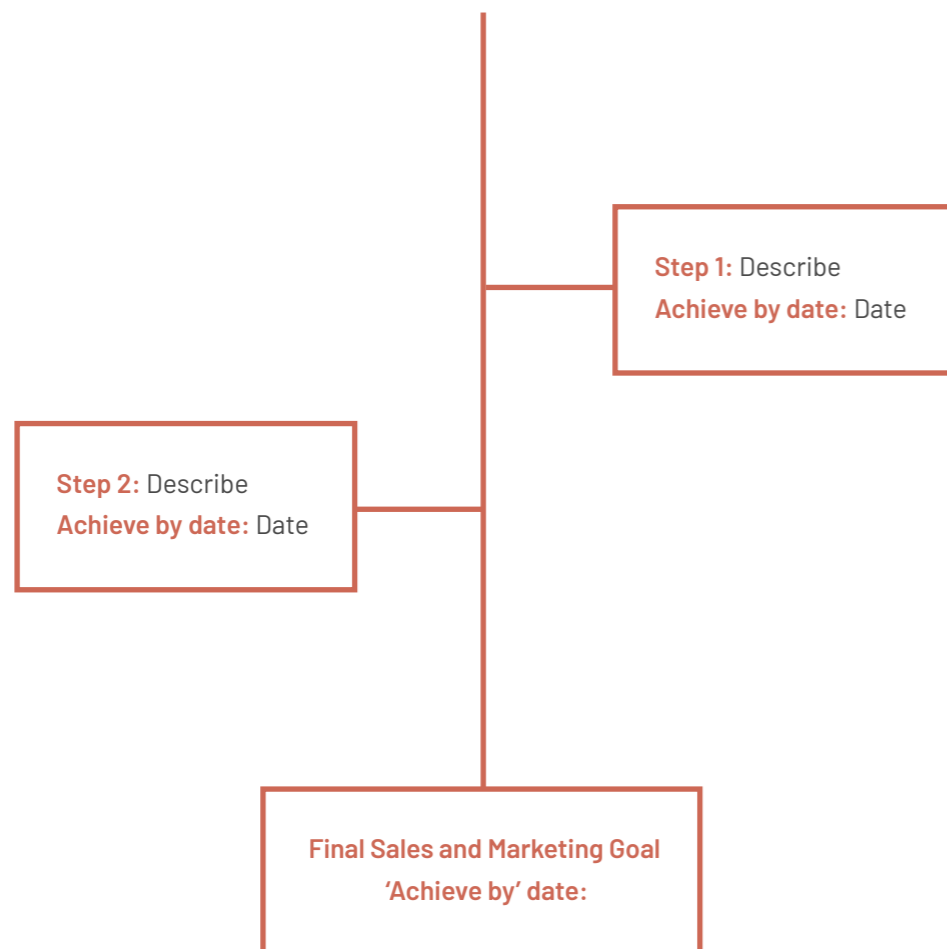 Step 1: Describe
Achieve by date: Date
Step 2: Describe
Achieve by date: Date
Final Sales and Marketing Goal
‘Achieve by’ date: